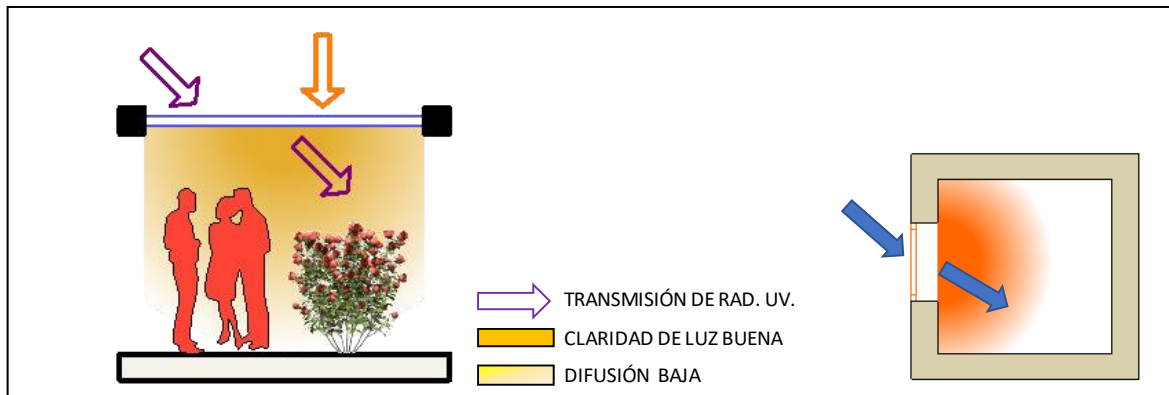 TRANSMISIÓN DE RAD. UV.
CLARIDAD DE LUZ BUENA
DIFUSIÓN BAJA